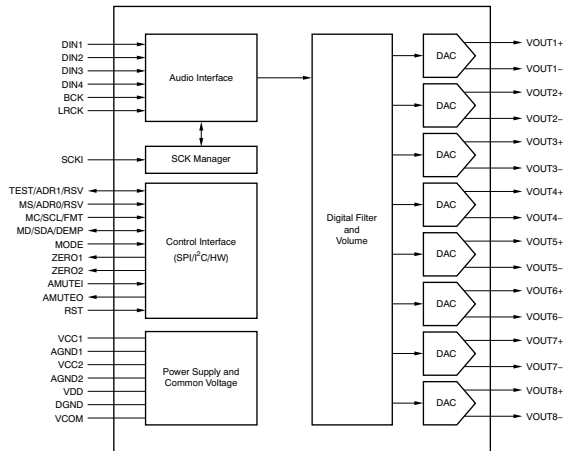 DIN1
DIN2
DIN3
DIN4
BCK
LRCK
Audio Interface
SCKI
SCK Manager
TEST/ADR1/RSV
MS/ADR0/RSV
MC/SCL/FMT
MD/SDA/DEMP
MODE
ZERO1
ZERO2
AMUTEI
AMUTEO
RST
Control Interface
(SPI/I²C/HW)
VCC1
AGND1
VCC2
AGND2
VDD
DGND
VCOM
Power Supply and
Common Voltage
Digital Filter
and
Volume
DAC
VOUT1+
VOUT1−
DAC
VOUT2+
VOUT2−
DAC
VOUT3+
VOUT3−
DAC
VOUT4+
VOUT4−
DAC
VOUT5+
VOUT5−
DAC
VOUT6+
VOUT6−
DAC
VOUT7+
VOUT7−
DAC
VOUT8+
VOUT8−